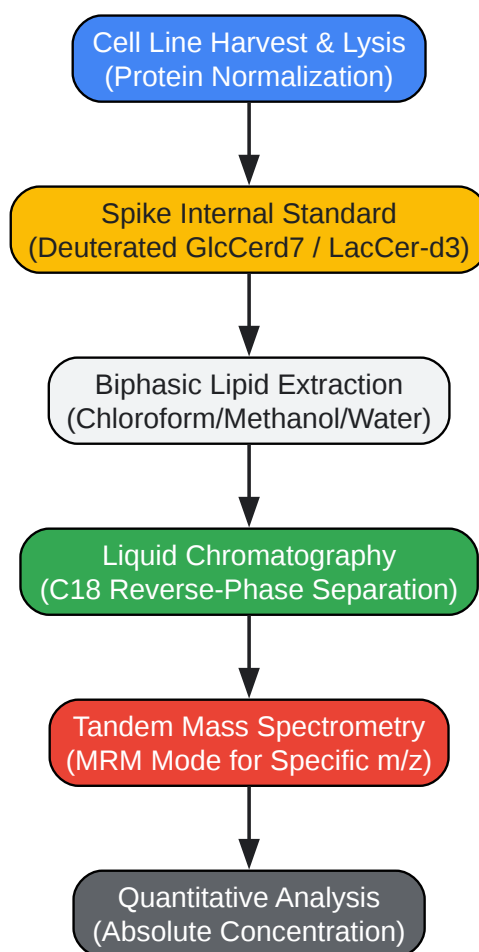 Cell Line Harvest & Lysis
(Protein Normalization)
Spike Internal Standard
(Deuterated GlcCerd7 / LacCer-d3)
Biphasic Lipid Extraction
(Chloroform/Methanol/Water)
Liquid Chromatography
(C18 Reverse-Phase Separation)
Tandem Mass Spectrometry
(MRM Mode for Specific m/z)
Quantitative Analysis
(Absolute Concentration)